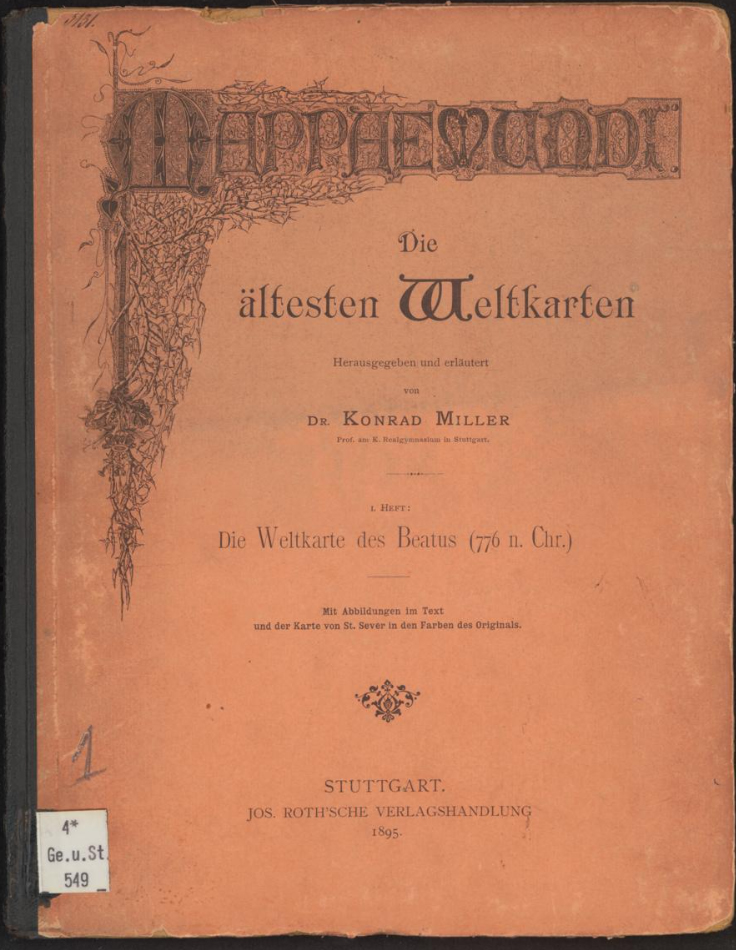 3131.
MAPPAEMUNDI.
Die
ältesten Weltkarten
Herausgegeben und erläutert
von
DR. KONRAD MILLER
Prof. am K. Realgymnasium in Stuttgart.
I. HEFT:
Die Weltkarte des Beatus (776 n. Chr.)
Mit Abbildungen im Text
und der Karte von St. Sever in den Farben des Originals.
1
STUTTGART.
JOS. ROTH'SCHE VERLAGSHANDLUNG
1895.
4*
Ge.u.St.
549